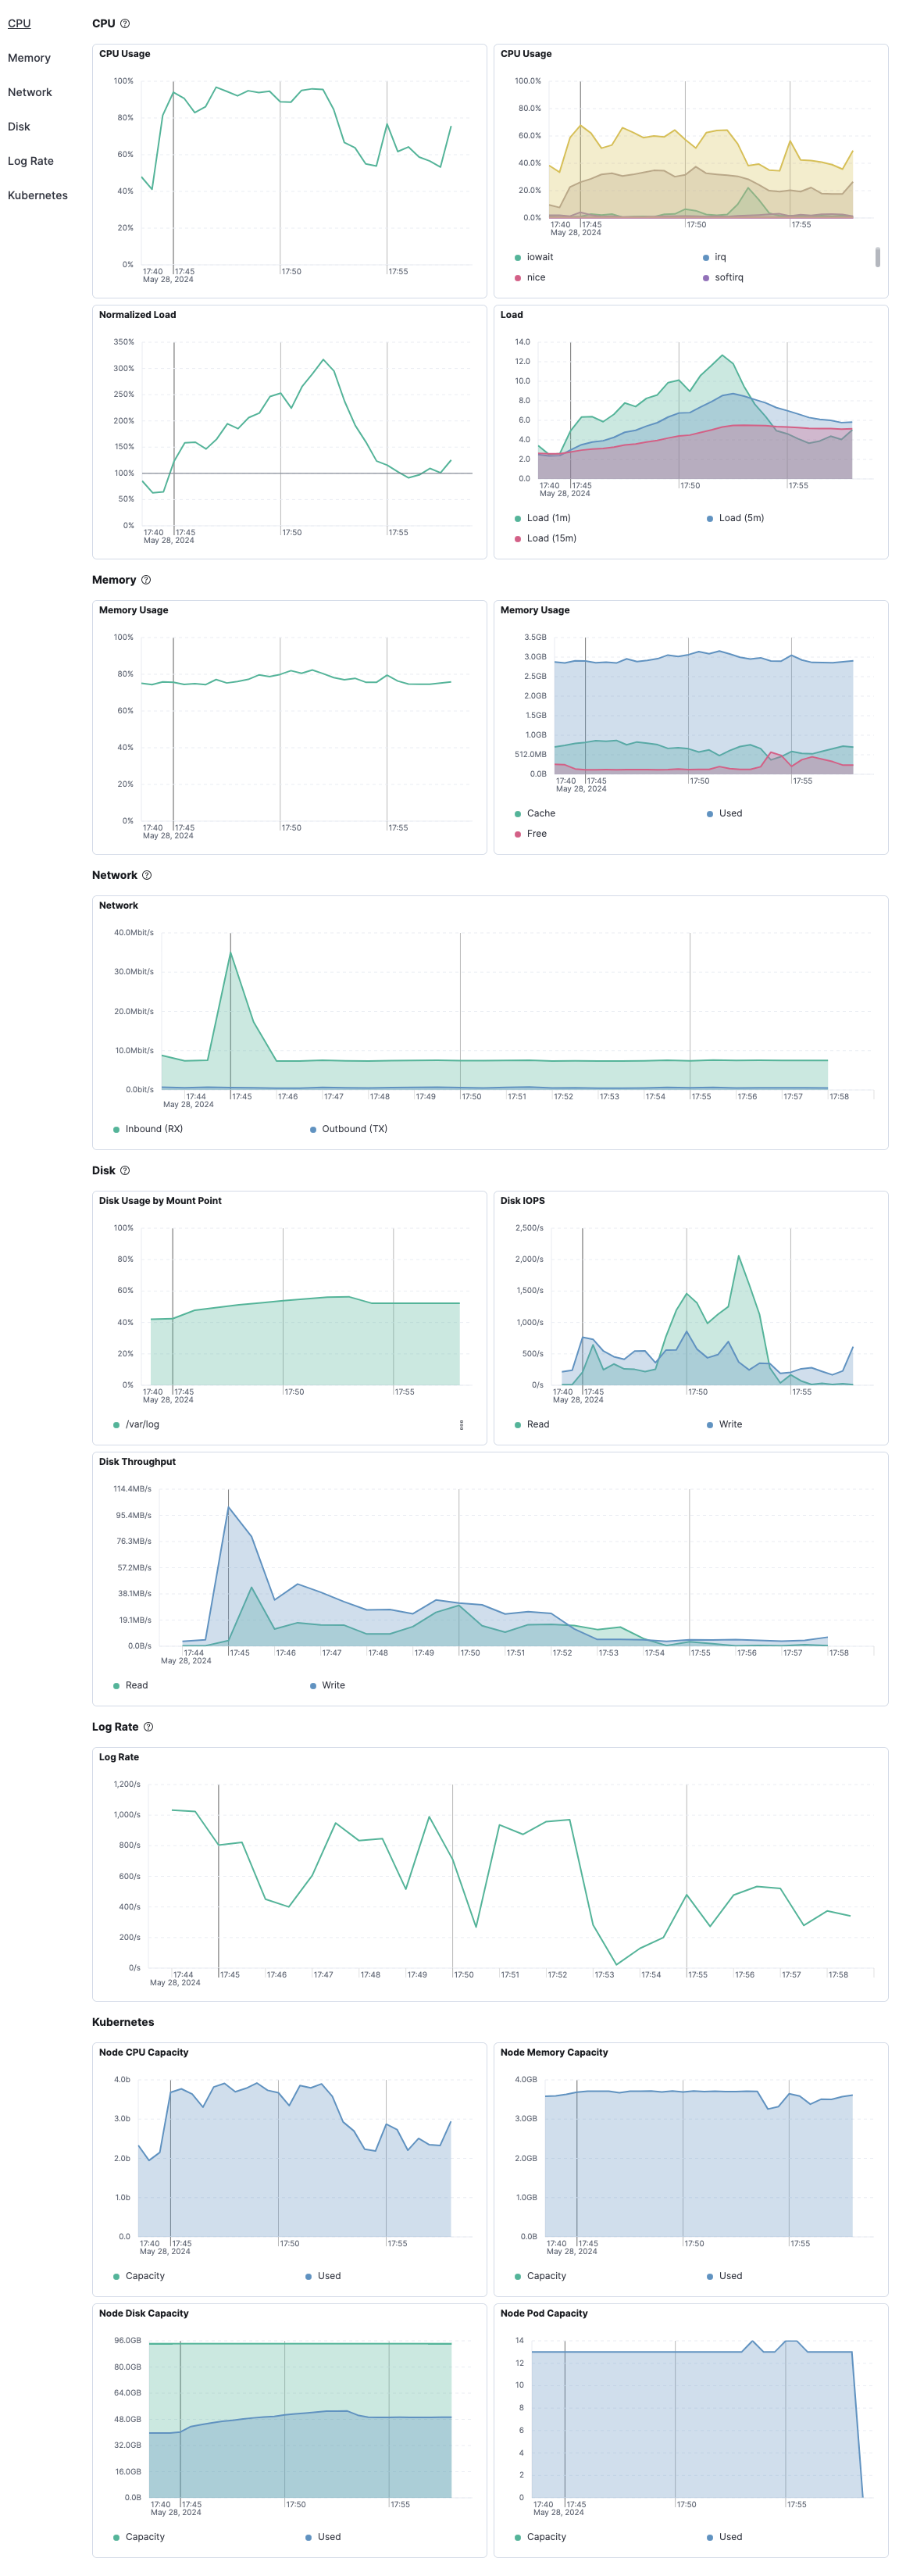 CPU
Memory
Network
Disk
Log Rate
Kubernetes
CPU
CPU Usage
100%
80%
60%
40%
20%
0%
17:40 17:45 17:50 17:55
May 28, 2024
CPU Usage
100.0%
80.0%
60.0%
40.0%
20.0%
0.0%
17:40 17:45 17:50 17:55
May 28, 2024
iowait irq
nice softirq
Normalized Load
350%
300%
250%
200%
150%
100%
50%
0%
17:40 17:45 17:50 17:55
May 28, 2024
Load
14.0
12.0
10.0
8.0
6.0
4.0
2.0
0.0
17:40 17:45 17:50 17:55
May 28, 2024
Load (1m) Load (5m)
Load (15m)
Memory
Memory Usage
100%
80%
60%
40%
20%
0%
17:40 17:45 17:50 17:55
May 28, 2024
Memory Usage
3.5GB
3.0GB
2.5GB
2.0GB
1.5GB
1.0GB
512.0MB
0.0B
17:40 17:45 17:50 17:55
May 28, 2024
Cache Used
Free
Network
Network
40.0Mbit/s
30.0Mbit/s
20.0Mbit/s
10.0Mbit/s
0.0bit/s
17:44 17:45 17:46 17:47 17:48 17:49 17:50 17:51 17:52 17:53 17:54 17:55 17:56 17:57 17:58
May 28, 2024
Inbound (RX) Outbound (TX)
Disk
Disk Usage by Mount Point
100%
80%
60%
40%
20%
0%
17:40 17:45 17:50 17:55
May 28, 2024
/var/log
Disk IOPS
2,500/s
2,000/s
1,500/s
1,000/s
500/s
0/s
17:40 17:45 17:50 17:55
May 28, 2024
Read Write
Disk Throughput
114.4MB/s
95.4MB/s
76.3MB/s
57.2MB/s
38.1MB/s
19.1MB/s
0.0B/s
17:44 17:45 17:46 17:47 17:48 17:49 17:50 17:51 17:52 17:53 17:54 17:55 17:56 17:57 17:58
May 28, 2024
Read Write
Log Rate
Log Rate
1,200/s
1,000/s
800/s
600/s
400/s
200/s
0/s
17:44 17:45 17:46 17:47 17:48 17:49 17:50 17:51 17:52 17:53 17:54 17:55 17:56 17:57 17:58
May 28, 2024
Kubernetes
Node CPU Capacity
4.0b
3.0b
2.0b
1.0b
0.0
17:40 17:45 17:50 17:55
May 28, 2024
Capacity Used
Node Memory Capacity
4.0GB
3.0GB
2.0GB
1.0GB
0.0B
17:40 17:45 17:50 17:55
May 28, 2024
Capacity Used
Node Disk Capacity
96.0GB
80.0GB
64.0GB
48.0GB
32.0GB
16.0GB
0.0B
17:40 17:45 17:50 17:55
May 28, 2024
Capacity Used
Node Pod Capacity
14
12
10
8
6
4
2
0
17:40 17:45 17:50 17:55
May 28, 2024
Capacity Used